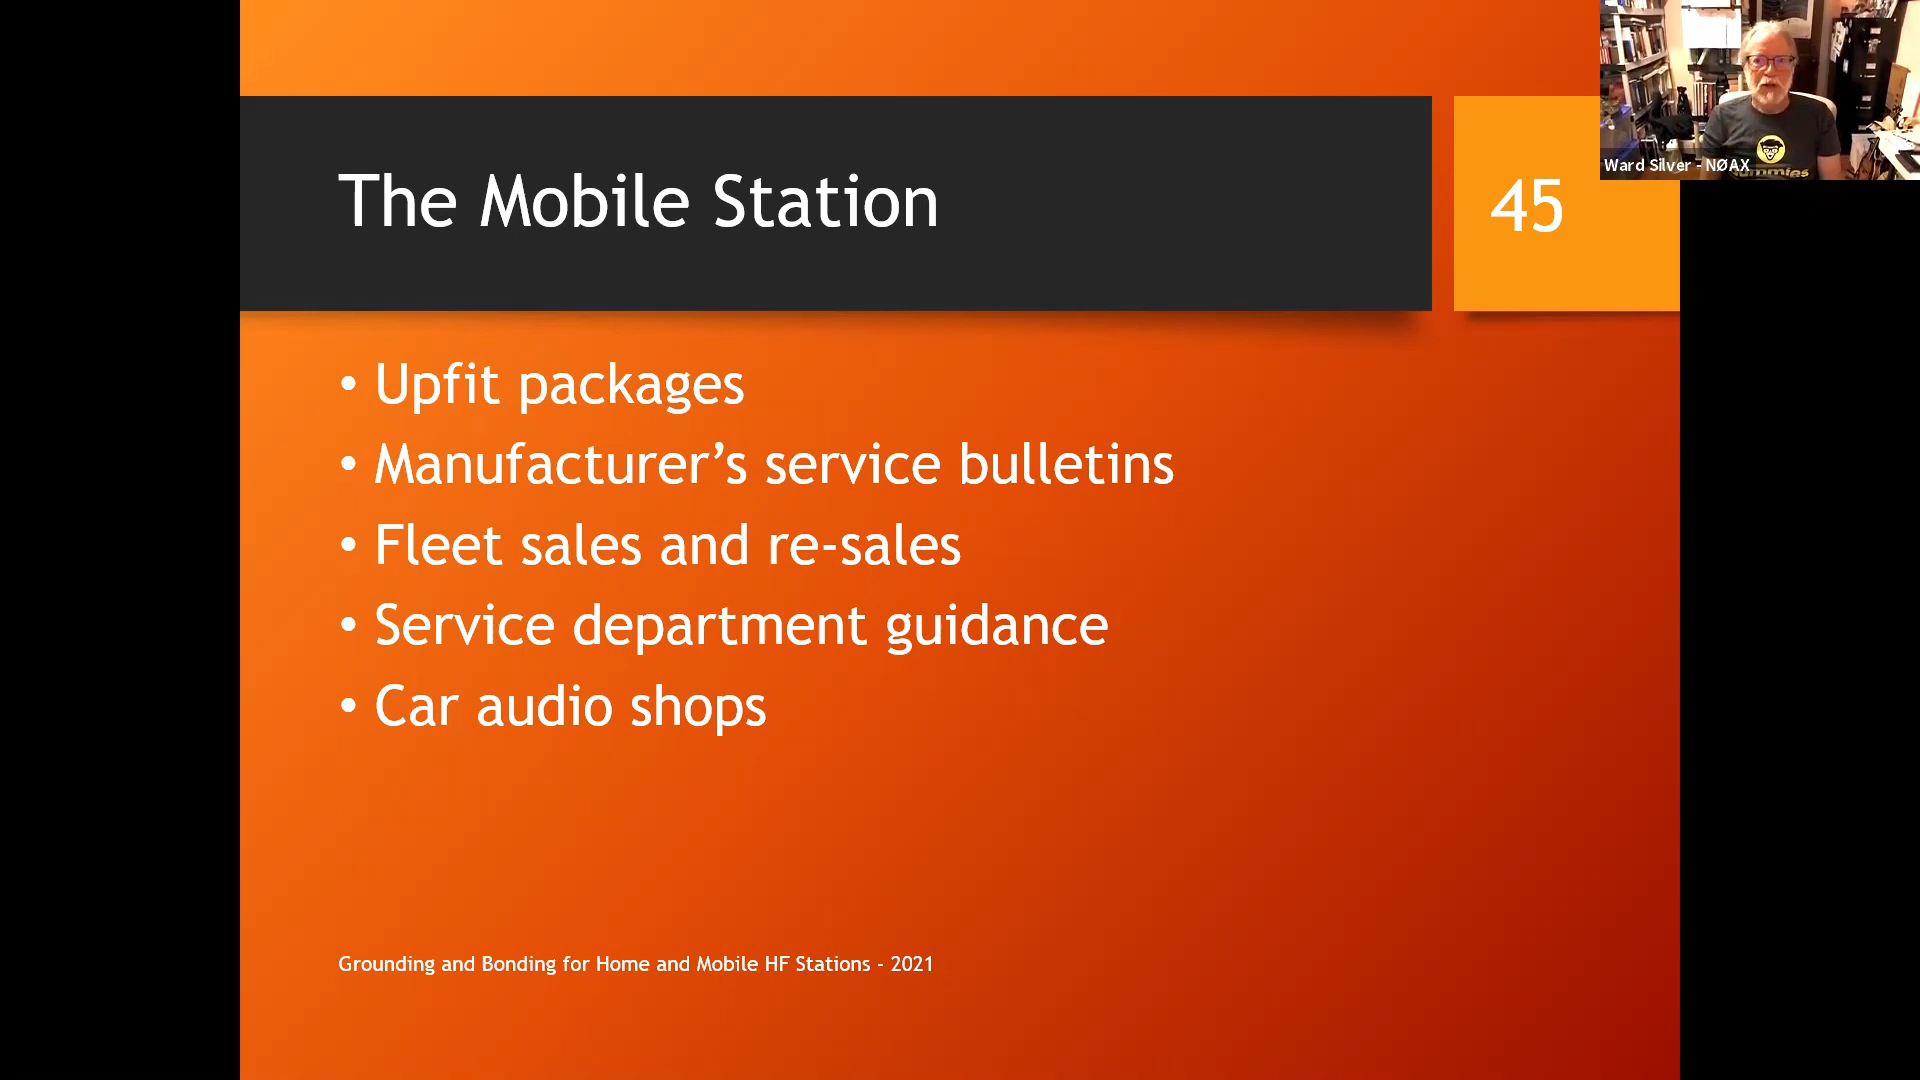 The Mobile Station
45
Ward Silver - NØAX
dummies
• Upfit packages
• Manufacturer’s service bulletins
• Fleet sales and re-sales
• Service department guidance
• Car audio shops
Grounding and Bonding for Home and Mobile HF Stations - 2021